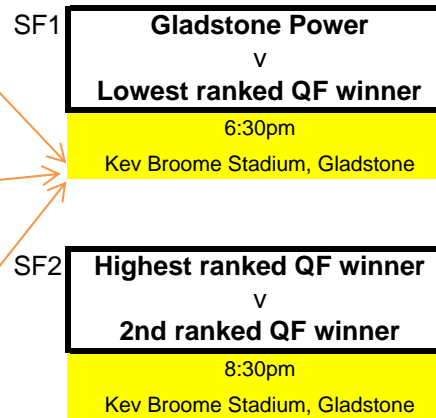 SF1 Gladstone Power
v
Lowest ranked QF winner
6:30pm
Kev Broome Stadium, Gladstone
SF2 Highest ranked QF winner
v
2nd ranked QF winner
8:30pm
Kev Broome Stadium, Gladstone